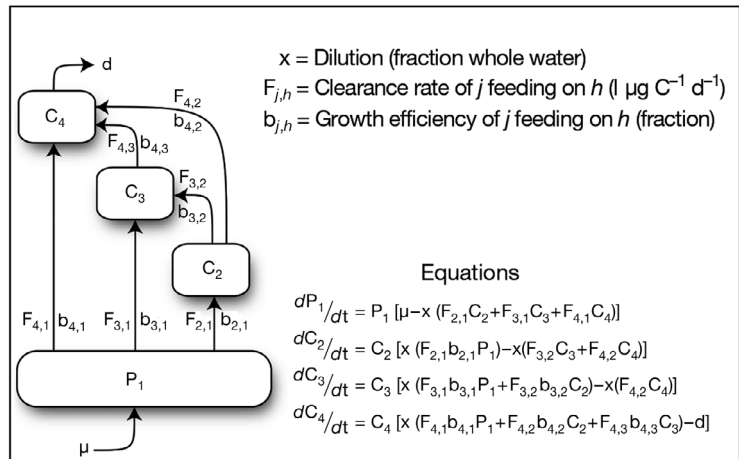 d
C₄
F₄,₂
b₄,₂
F₄,₃ b₄,₃
C₃
F₃,₂
b₃,₂
C₂
F₄,₁ b₄,₁
F₃,₁ b₃,₁
F₂,₁ b₂,₁
P₁
μ
x = Dilution (fraction whole water)
Fⱼ,ₕ = Clearance rate of j feeding on h (l μg C⁻¹ d⁻¹)
bⱼ,ₕ = Growth efficiency of j feeding on h (fraction)
Equations
dP₁/dt = P₁ [μ–x (F₂,₁C₂+F₃,₁C₃+F₄,₁C₄)]
dC₂/dt = C₂ [x (F₂,₁b₂,₁P₁)–x(F₃,₂C₃+F₄,₂C₄)]
dC₃/dt = C₃ [x (F₃,₁b₃,₁P₁+F₃,₂b₃,₂C₂)–x(F₄,₂C₄)]
dC₄/dt = C₄ [x (F₄,₁b₄,₁P₁+F₄,₂b₄,₂C₂+F₄,₃b₄,₃C₃)–d]